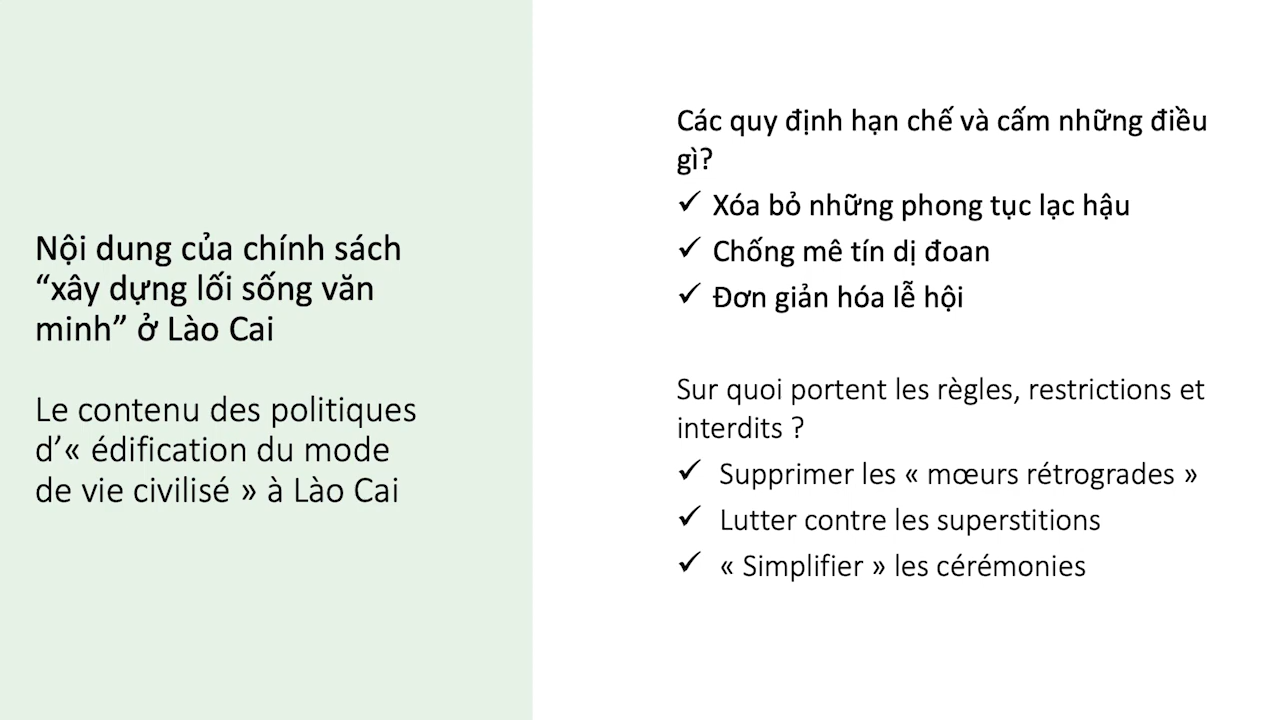 Nội dung của chính sách
“xây dựng lối sống văn
minh” ở Lào Cai
Le contenu des politiques
d’« édification du mode
de vie civilisé » à Lào Cai
Các quy định hạn chế và cấm những điều
gì?
✓ Xóa bỏ những phong tục lạc hậu
✓ Chống mê tín dị đoan
✓ Đơn giản hóa lễ hội
Sur quoi portent les règles, restrictions et
interdits ?
✓ Supprimer les « mœurs rétrogrades »
✓ Lutter contre les superstitions
✓ « Simplifier » les cérémonies